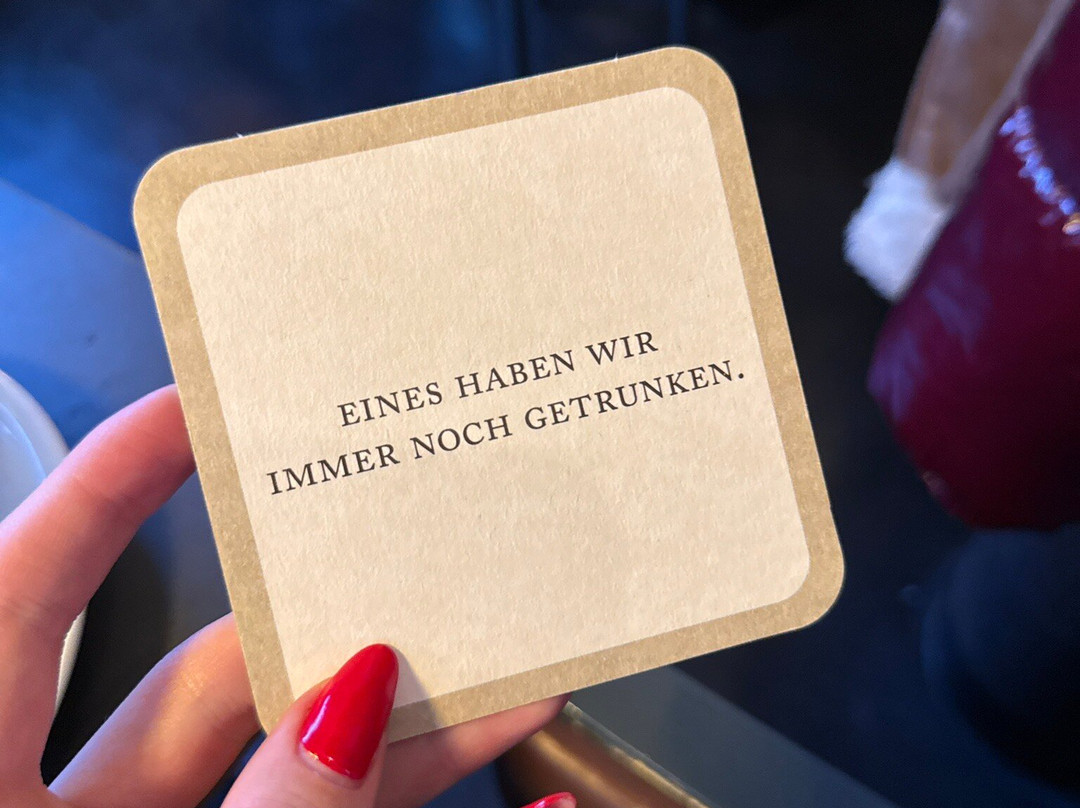 EINES HABEN WIR
IMMER NOCH GETRUNKEN.